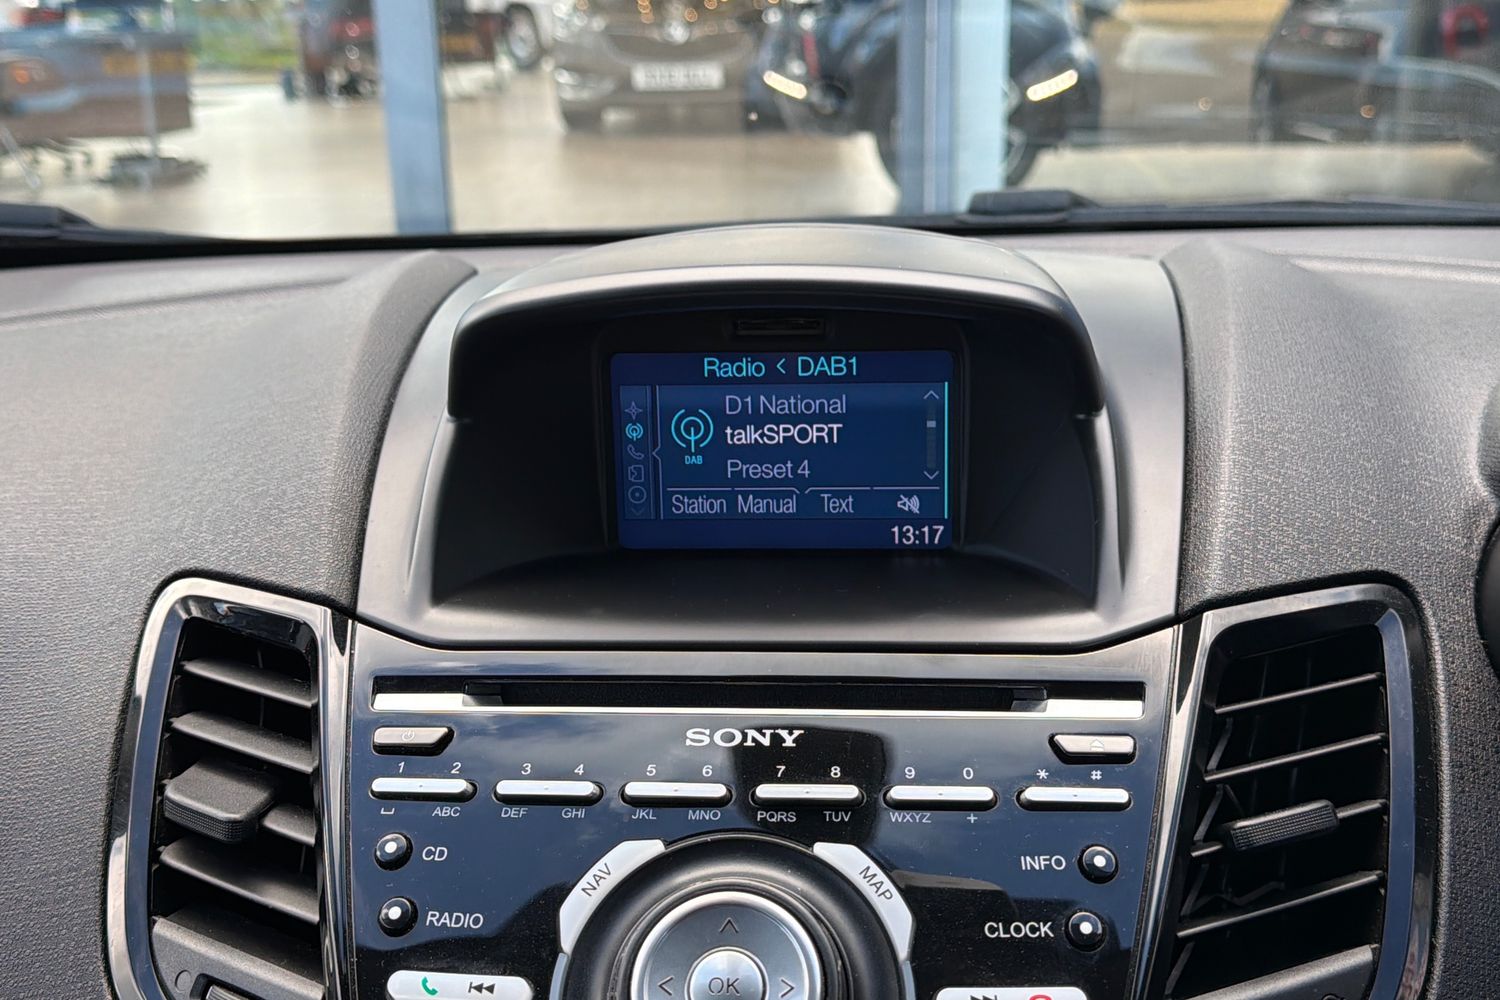 Radio < DAB1
D1 National
talkSPORT
DAB
Preset 4
Station Manual Text
13:17
SONY
1 2 3 4 5 6 7 8 9 0 * #
ABC DEF GHI JKL MNO PQRS TUV WXYZ +
CD
INFO
NAV
MAP
RADIO
CLOCK
OK